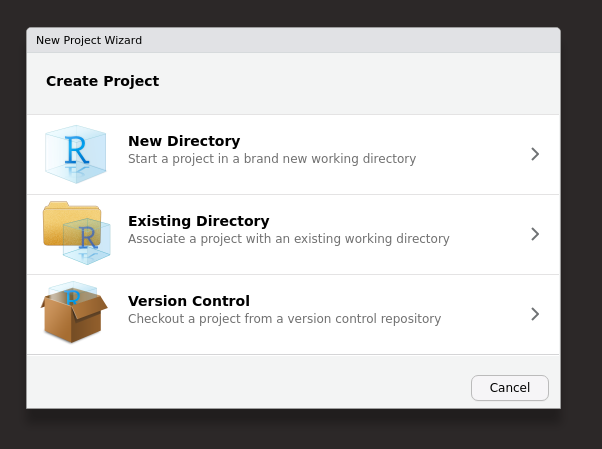 New Project Wizard
Create Project
R
New Directory
Start a project in a brand new working directory
R
Existing Directory
Associate a project with an existing working directory
R
Version Control
Checkout a project from a version control repository
Cancel